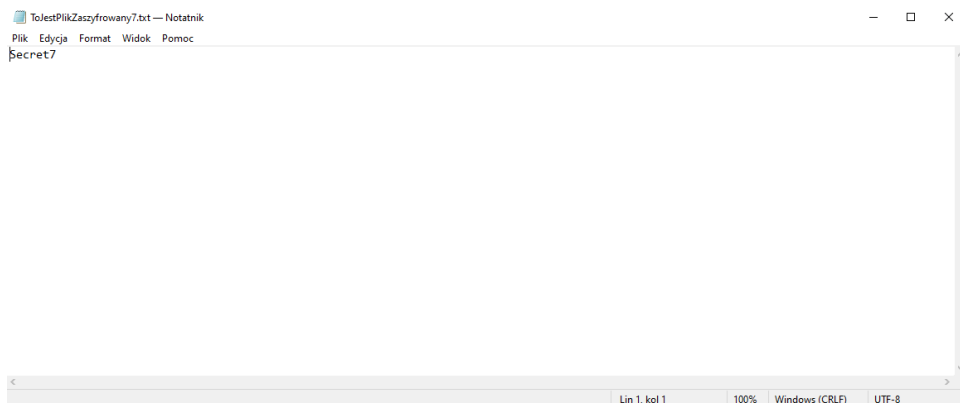 ToJestPlikZaszyfrowany7.txt — Notatnik
Plik Edycja Format Widok Pomoc
Secret7
Lin 1, kol 1 100% Windows (CRLF) UTF-8